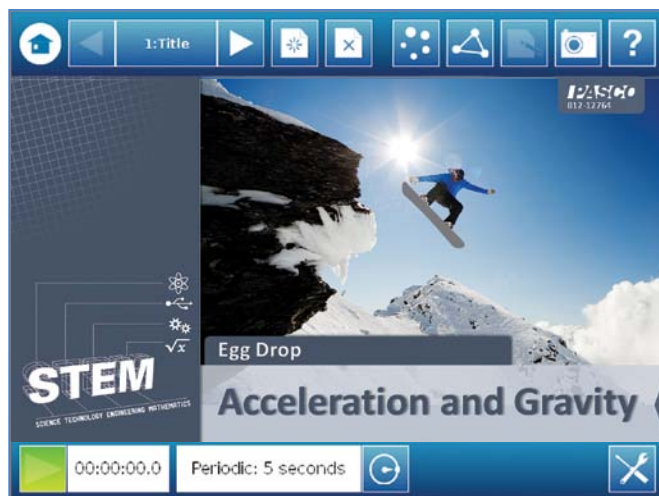 1:Title
?
PASCO
012-12764
√x
STEM
SCIENCE TECHNOLOGY ENGINEERING MATHEMATICS
Egg Drop
Acceleration and Gravity
00:00:00.0
Periodic: 5 seconds